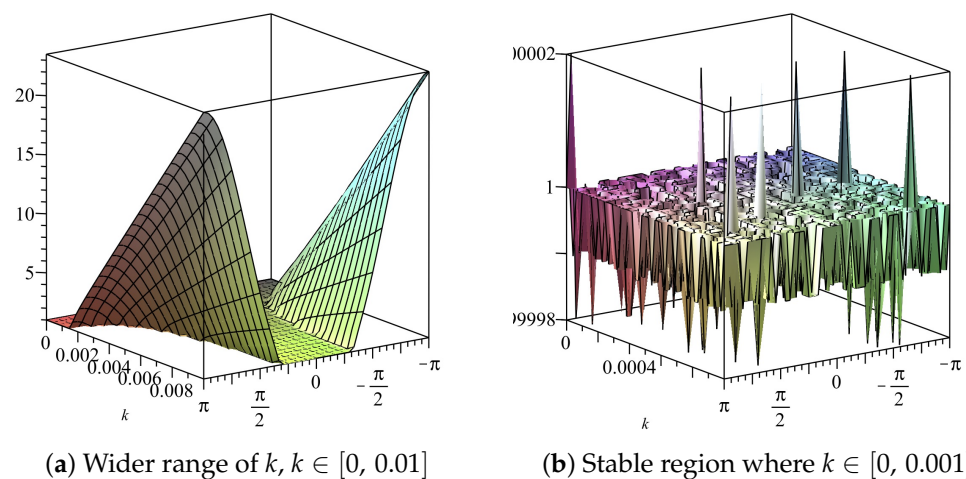 20
15
10
5
0
0.002
0.004
0.006
0.008
k
π
π/2
0
-π/2
-π
00002
1
09998
0
0.0004
k
π
π/2
0
-π/2
-π
(a) Wider range of k, k ∈ [0, 0.01]
(b) Stable region where k ∈ [0, 0.001